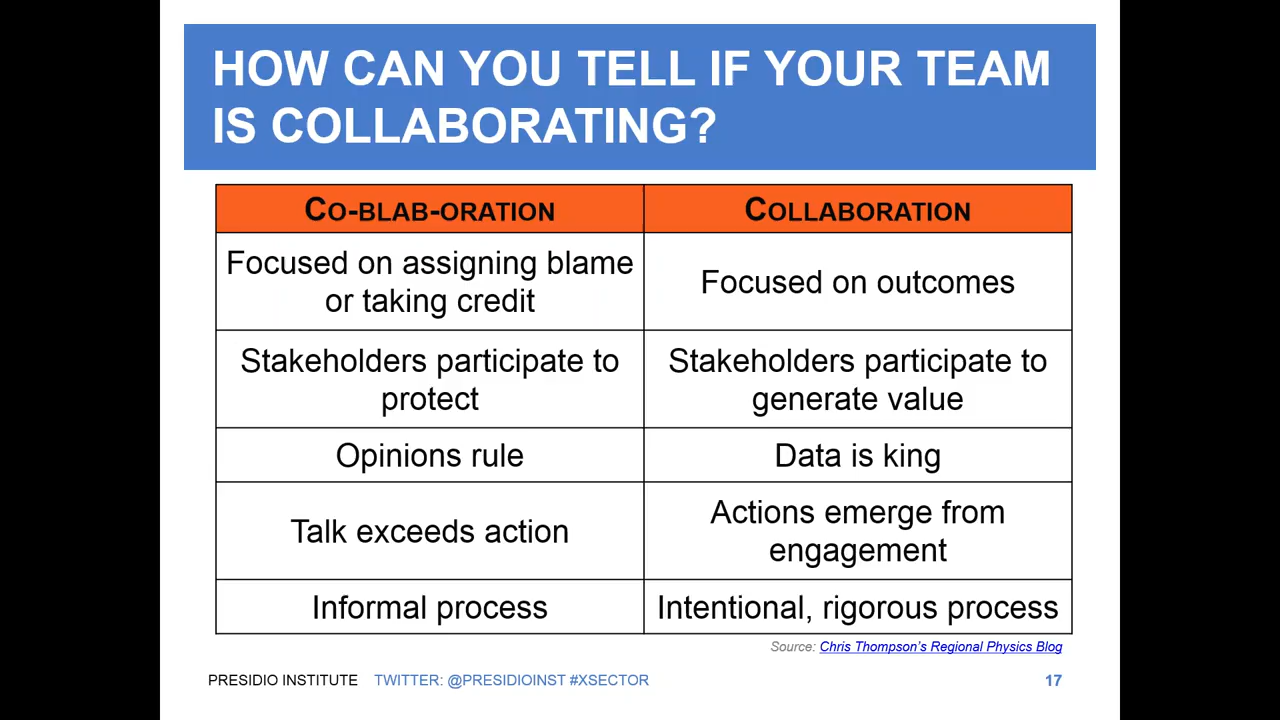 HOW CAN YOU TELL IF YOUR TEAM
IS COLLABORATING?
CO-BLAB-ORATION
COLLABORATION
Focused on assigning blame
or taking credit
Focused on outcomes
Stakeholders participate to
protect
Stakeholders participate to
generate value
Opinions rule
Data is king
Talk exceeds action
Actions emerge from
engagement
Informal process
Intentional, rigorous process
Source: Chris Thompson's Regional Physics Blog
PRESIDIO INSTITUTE TWITTER: @PRESIDIOINST #XSECTOR
17